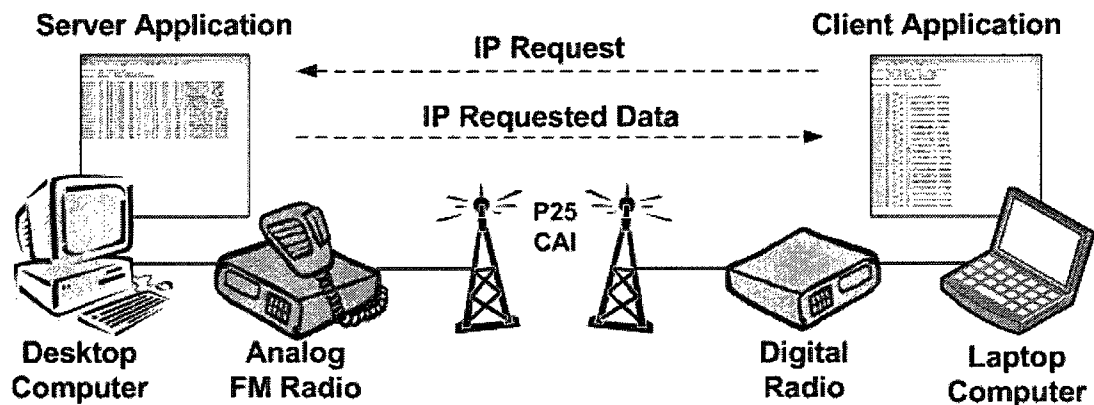 Server Application
Client Application
IP Request
IP Requested Data
P25
CAI
Desktop
Computer
Analog
FM Radio
Digital
Radio
Laptop
Computer